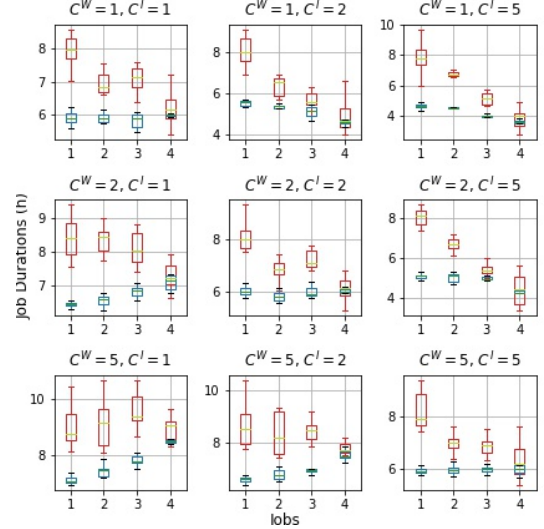 C^W = 1, C^I = 1
C^W = 1, C^I = 2
C^W = 1, C^I = 5
8
7
6
1 2 3 4
8
6
4
1 2 3 4
10
8
6
4
1 2 3 4
Job Durations (h)
C^W = 2, C^I = 1
C^W = 2, C^I = 2
C^W = 2, C^I = 5
9
8
7
1 2 3 4
8
6
1 2 3 4
8
6
4
1 2 3 4
C^W = 5, C^I = 1
C^W = 5, C^I = 2
C^W = 5, C^I = 5
10
8
1 2 3 4
10
8
1 2 3 4
8
6
1 2 3 4
Jobs